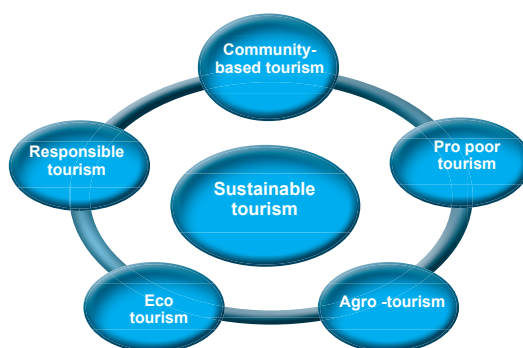 Community-
based tourism
Responsible
tourism
Pro poor
tourism
Sustainable
tourism
Eco
tourism
Agro -tourism